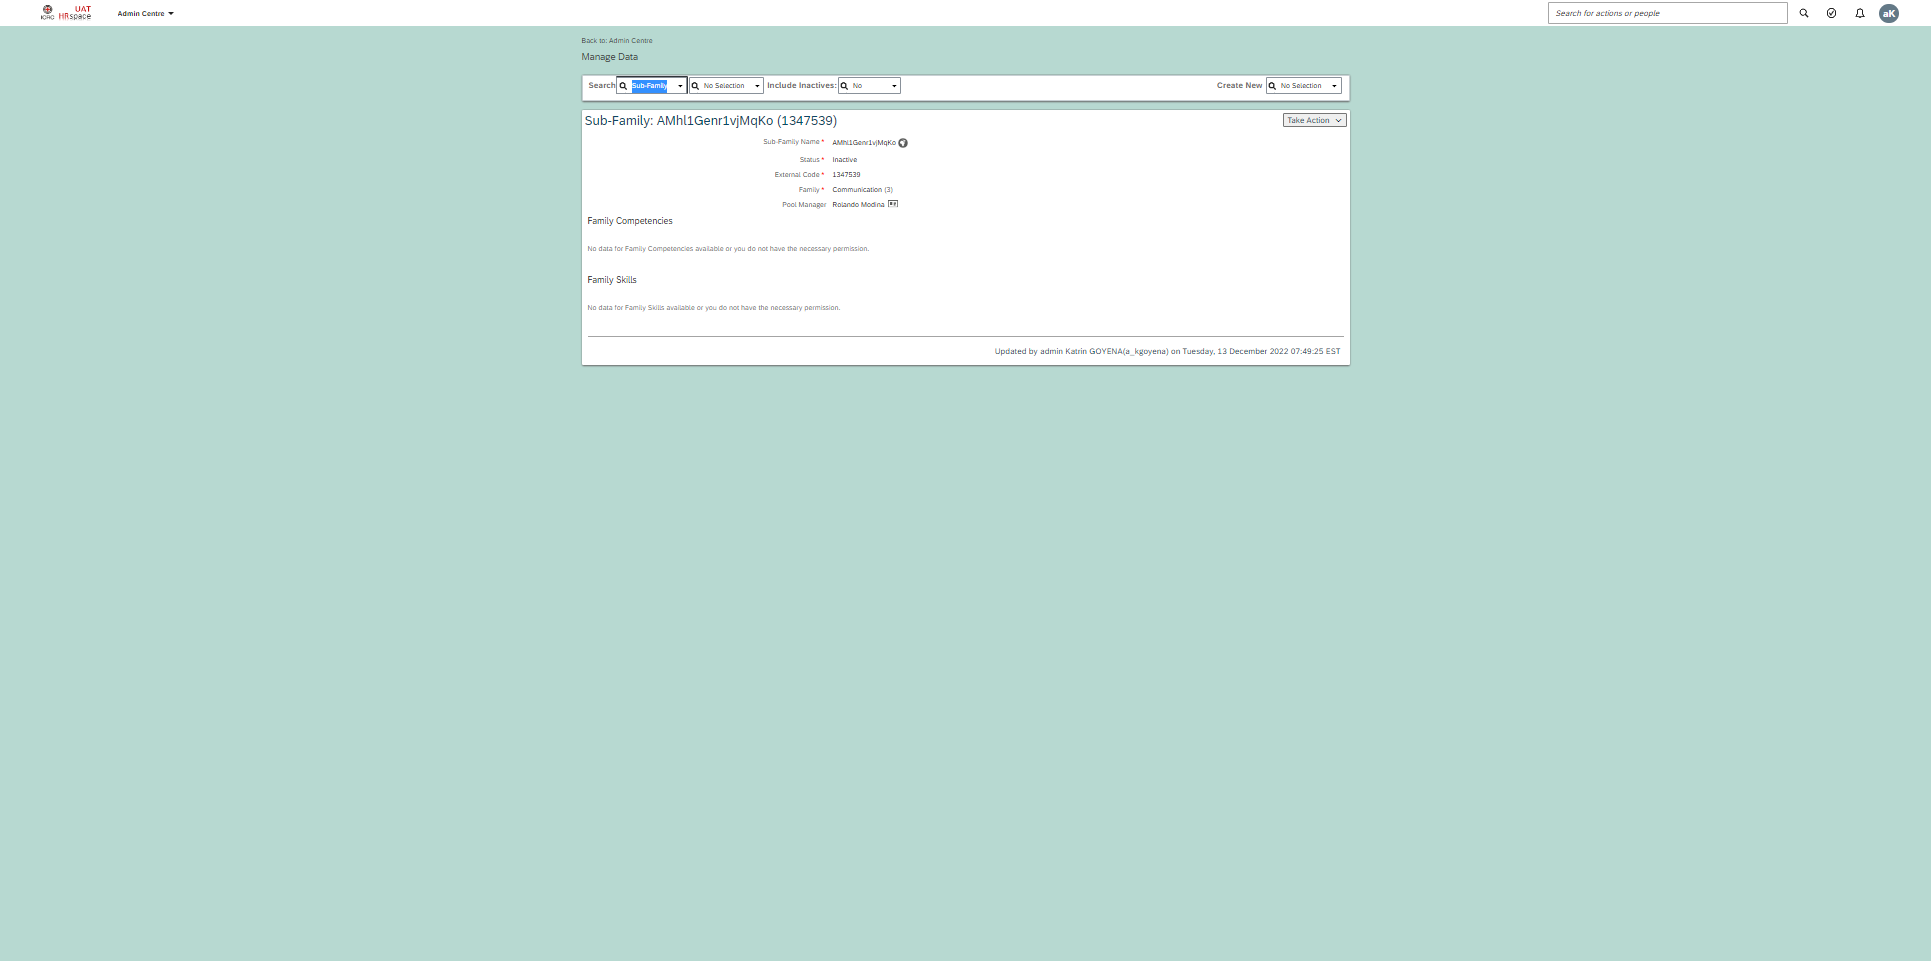 ICRC UAT HRspace Admin Centre Search for actions or people aK
Back to: Admin Centre
Manage Data
Search Sub-Family No Selection Include Inactives: No Create New No Selection
Sub-Family: AMhl1Genr1vjMqKo (1347539) Take Action
Sub-Family Name * AMhl1Genr1vjMqKo
Status * Inactive
External Code * 1347539
Family * Communication (3)
Pool Manager Rolando Modina
Family Competencies
No data for Family Competencies available or you do not have the necessary permission.
Family Skills
No data for Family Skills available or you do not have the necessary permission.
Updated by admin Katrin GOYENA(a_kgoyena) on Tuesday, 13 December 2022 07:49:25 EST